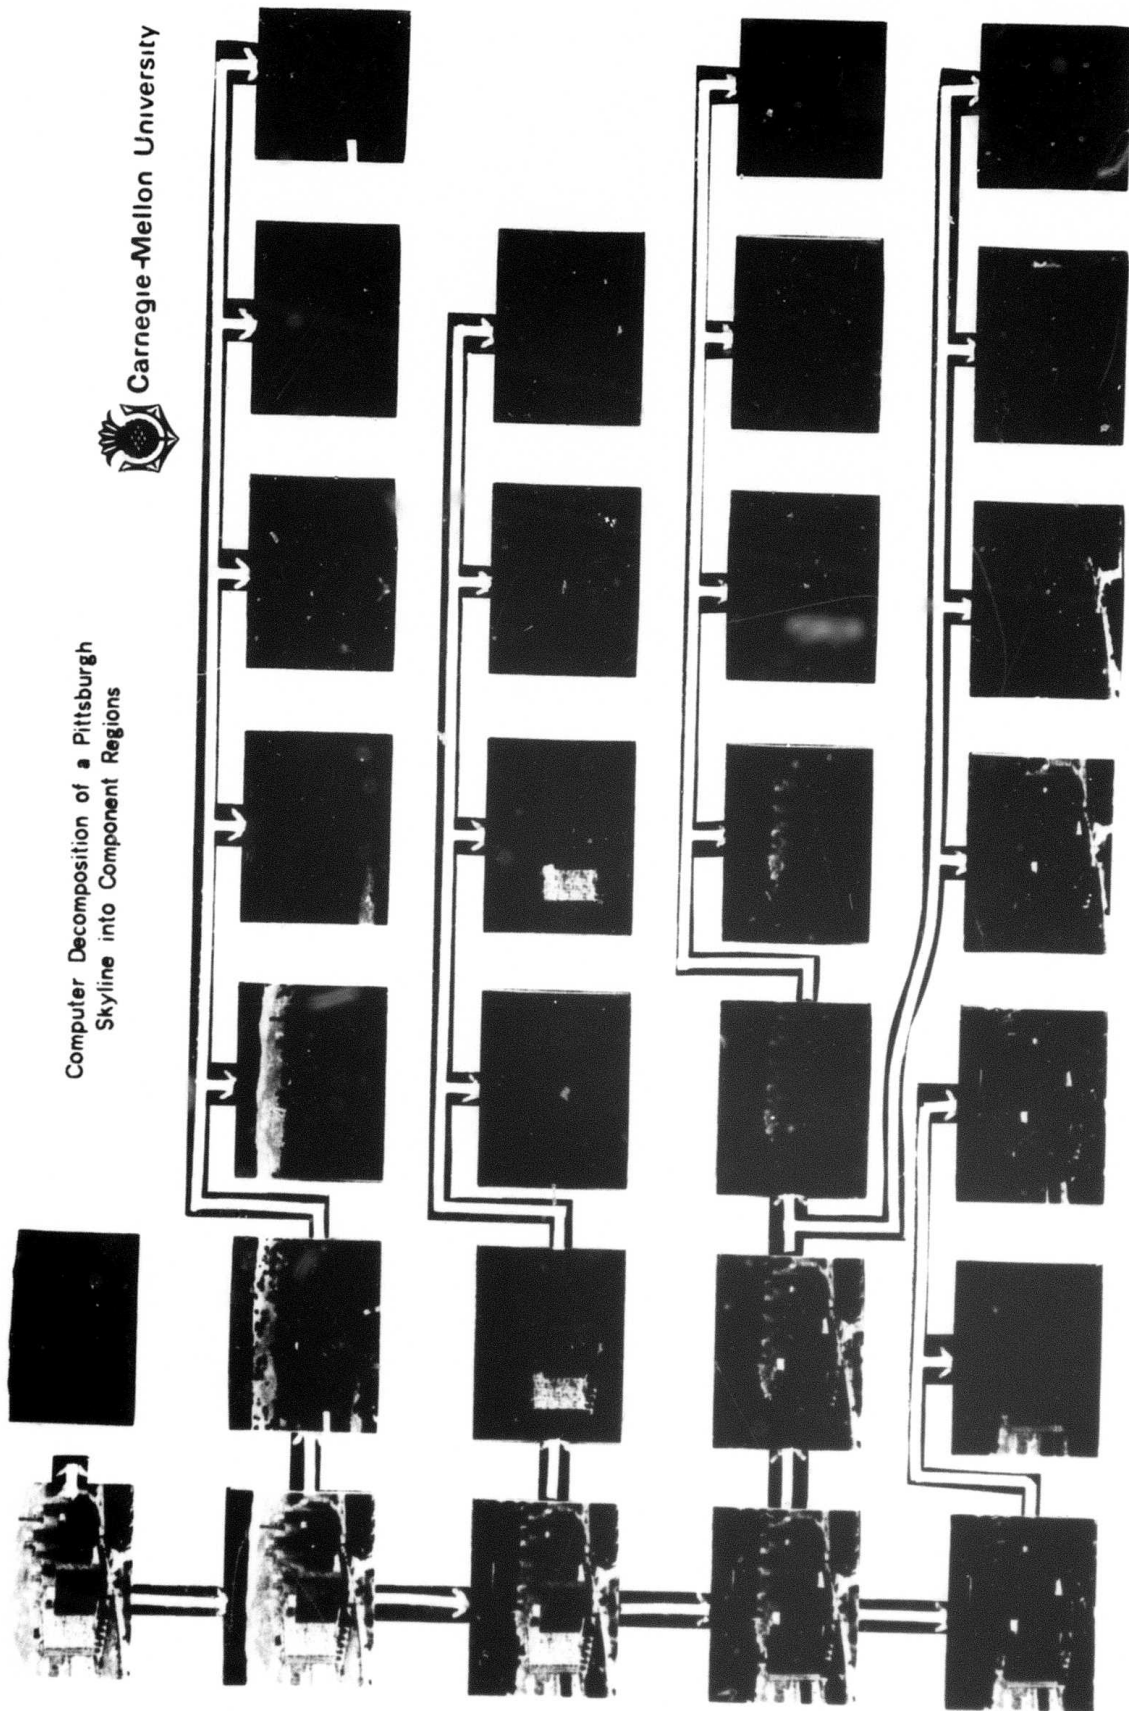 Computer Decomposition of a Pittsburgh
Skyline into Component Regions
Carnegie-Mellon University